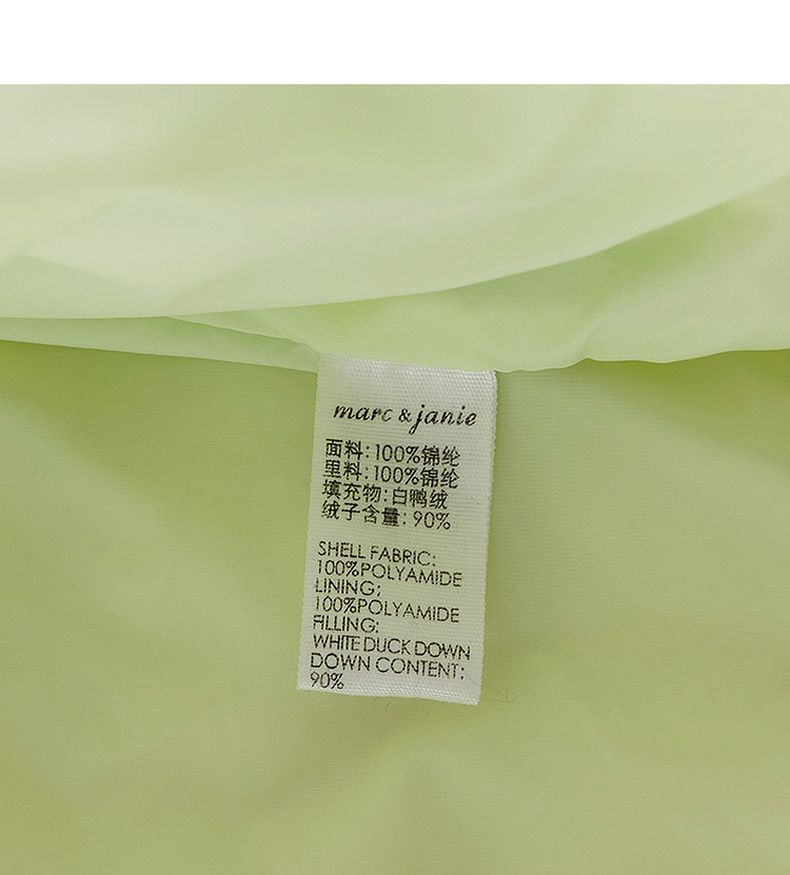 marc & janie
面料:100%锦纶
里料:100%锦纶
填充物:白鸭绒
绒子含量:90%
SHELL FABRIC:
100%POLYAMIDE
LINING;
100%POLYAMIDE
FILLING:
WHITE DUCK DOWN
DOWN CONTENT:
90%